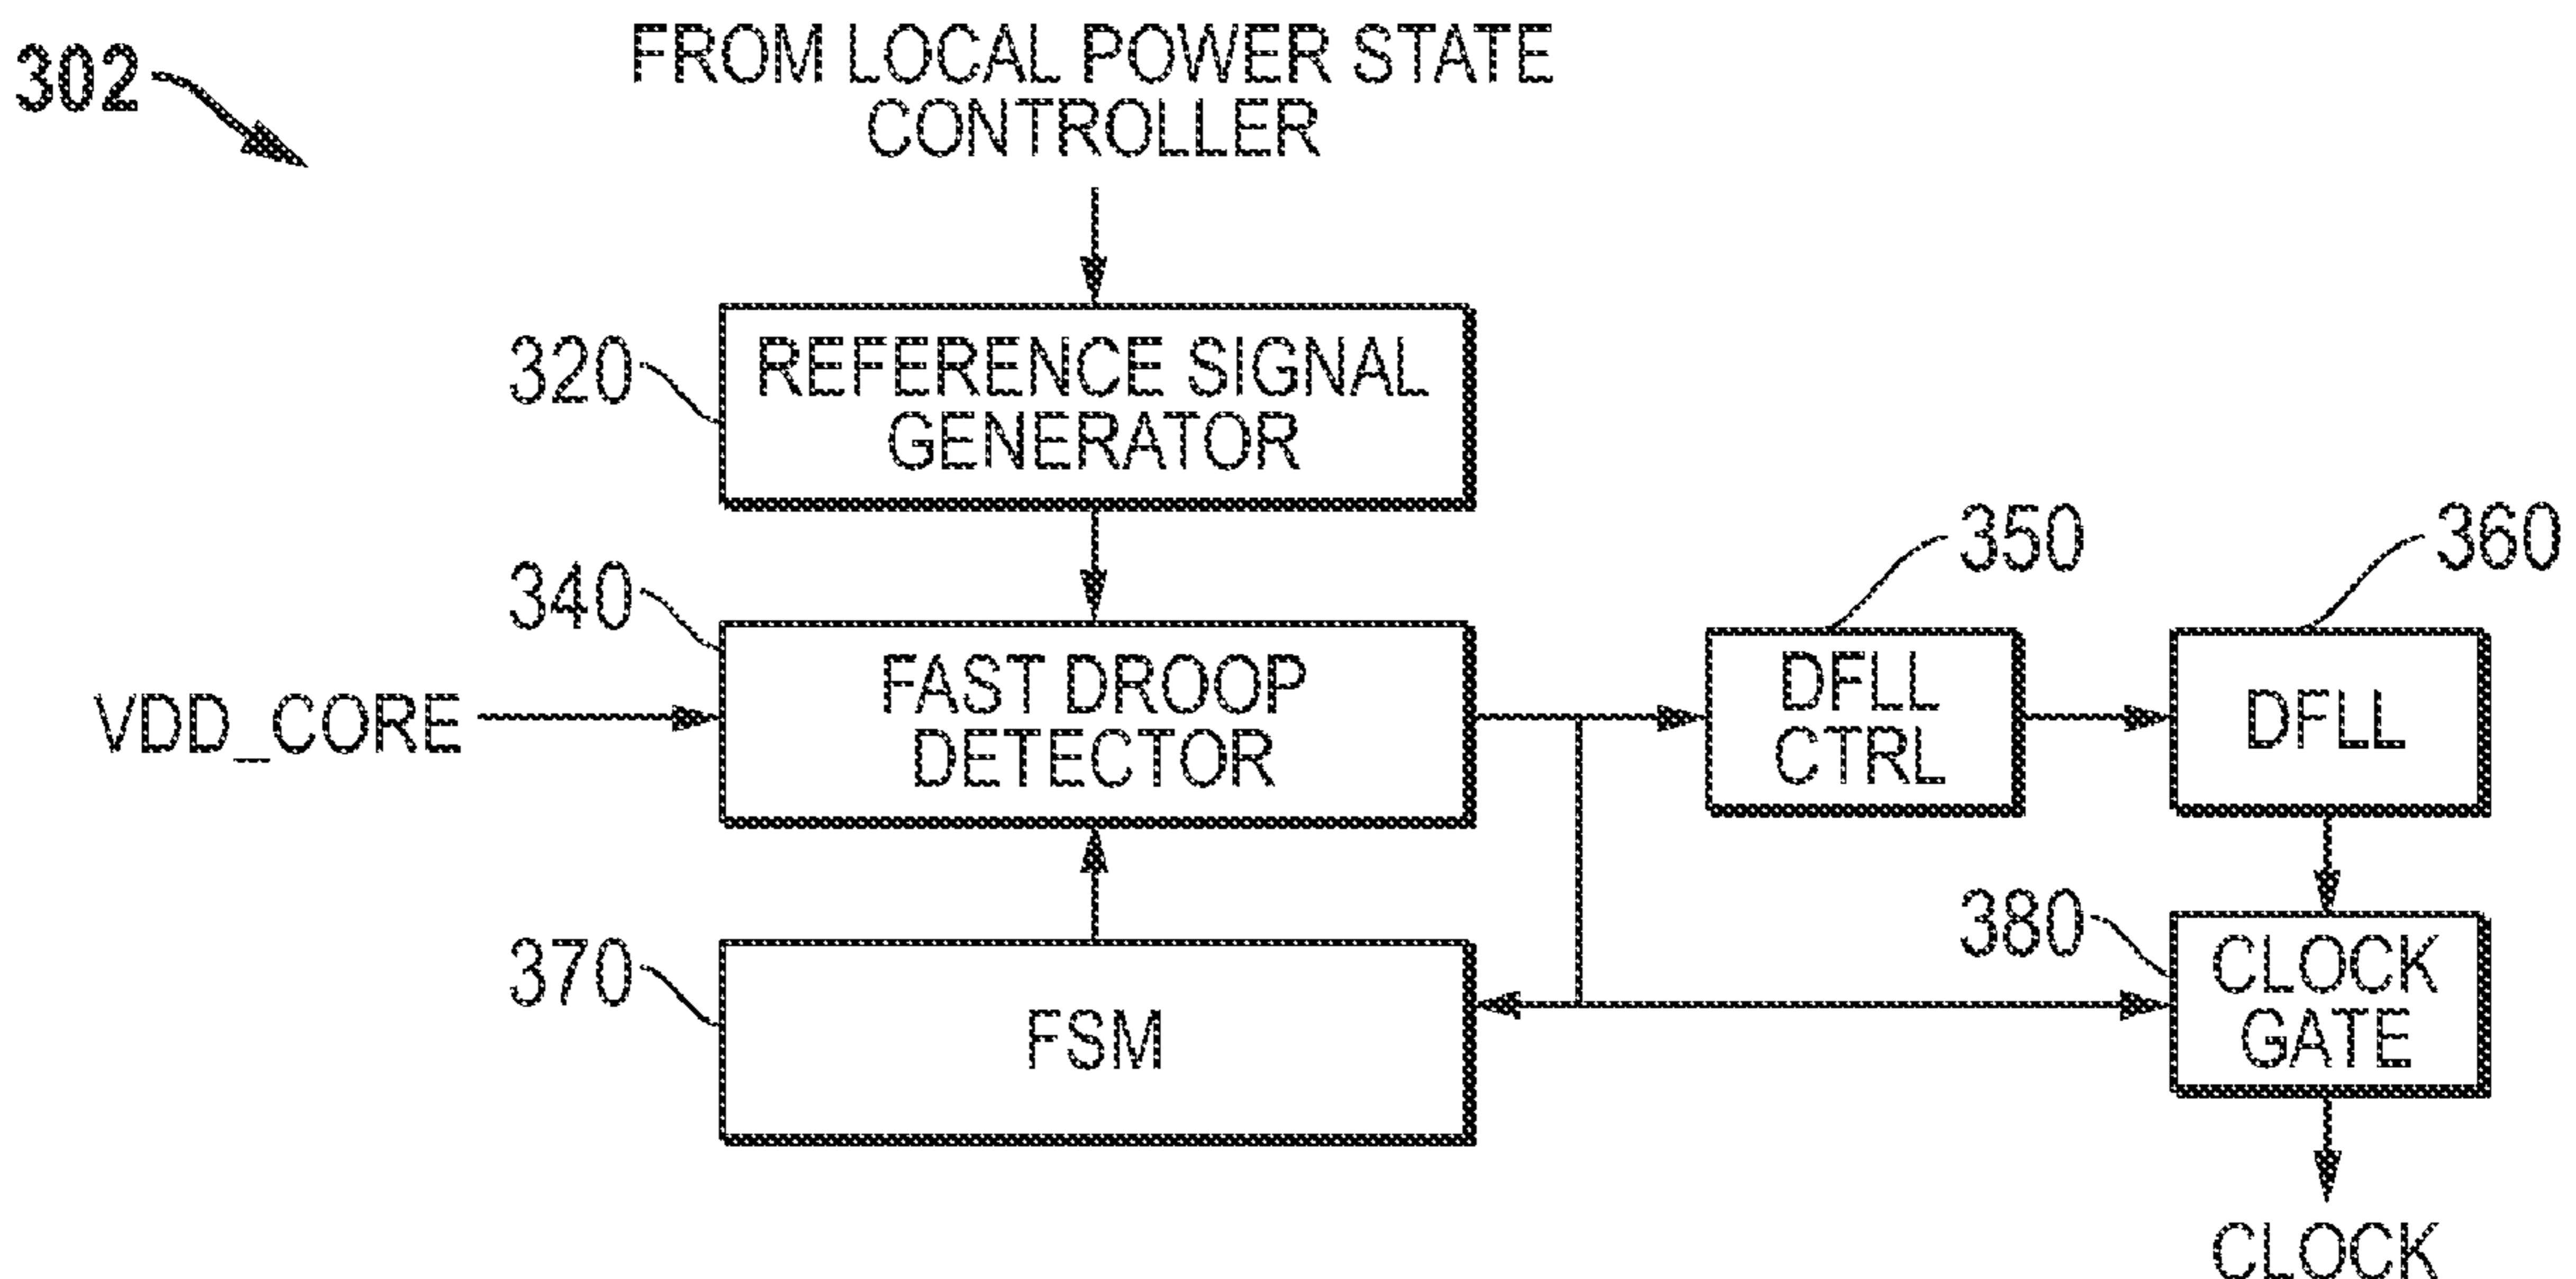 302
FROM LOCAL POWER STATE
CONTROLLER
320
REFERENCE SIGNAL
GENERATOR
340
VDD_CORE
FAST DROOP
DETECTOR
350
DFLL
CTRL
360
DFLL
370
FSM
380
CLOCK
GATE
CLOCK